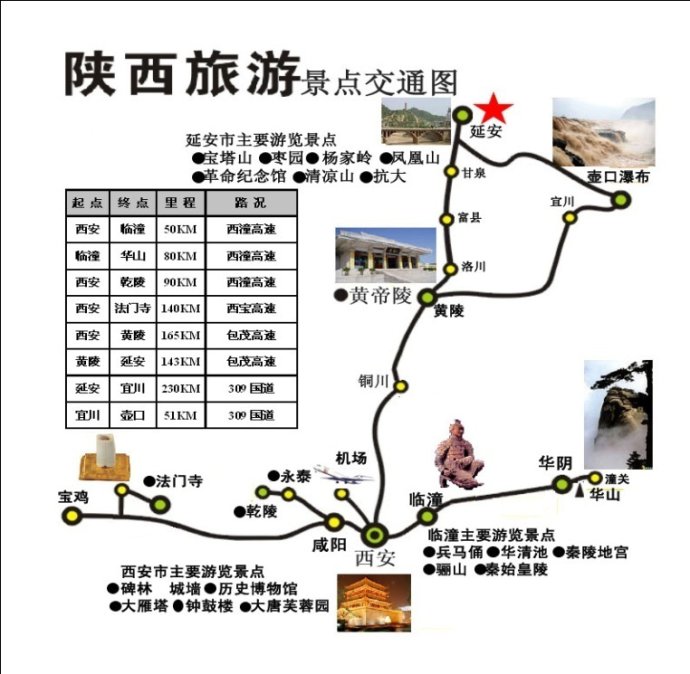 陕西旅游景点交通图
延安市主要游览景点
●宝塔山 ●枣园 ●杨家岭 ●凤凰山
●革命纪念馆 ●清凉山 ●抗大
延安
甘泉
壶口瀑布
宜川
富县
洛川
●黄帝陵
黄陵
起点 终点 里程 路况
西安 临潼 50KM 西潼高速
临潼 华山 80KM 西潼高速
西安 乾陵 90KM 西潼高速
西安 法门寺 140KM 西宝高速
西安 黄陵 165KM 包茂高速
黄陵 延安 143KM 包茂高速
延安 宜川 230KM 309国道
宜川 壶口 51KM 309国道
铜川
机场
●永泰
●法门寺
宝鸡
●乾陵
咸阳
西安
临潼
华阴
潼关
华山
临潼主要游览景点
●兵马俑 ●华清池 ●秦陵地宫
●骊山 ●秦始皇陵
西安市主要游览景点
●碑林 城墙 ●历史博物馆
●大雁塔 ●钟鼓楼 ●大唐芙蓉园